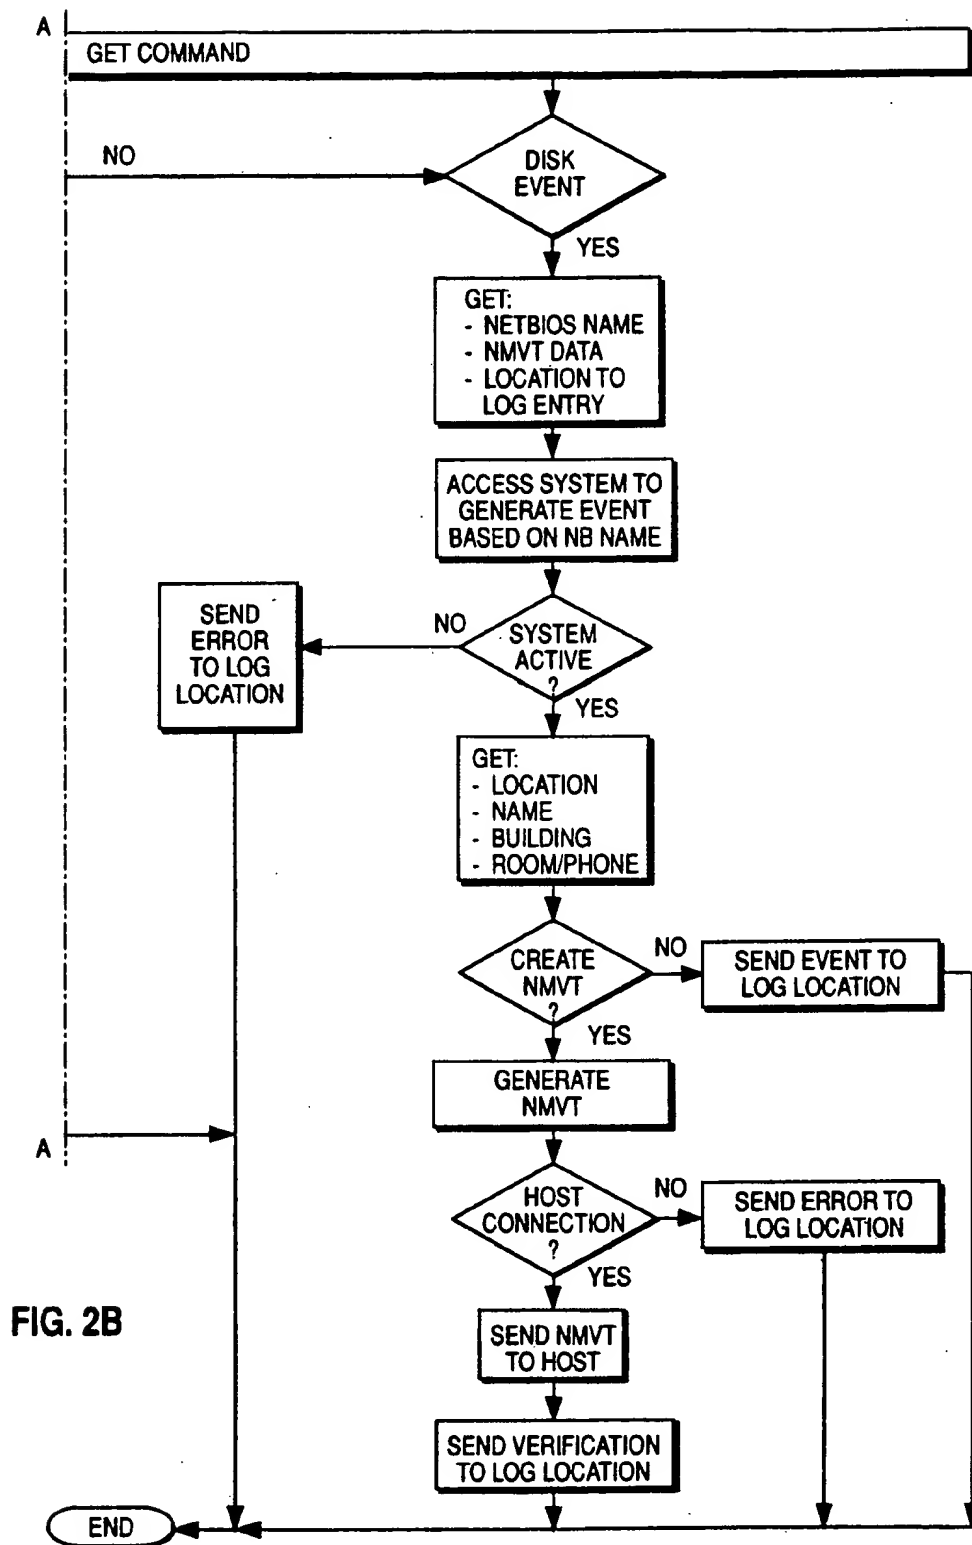 A
GET COMMAND
NO
DISK
EVENT
YES
GET:
- NETBIOS NAME
- NMVT DATA
- LOCATION TO
LOG ENTRY
ACCESS SYSTEM TO
GENERATE EVENT
BASED ON NB NAME
SEND
ERROR
TO LOG
LOCATION
NO
SYSTEM
ACTIVE
?
YES
GET:
- LOCATION
- NAME
- BUILDING
- ROOM/PHONE
CREATE
NMVT
?
NO
SEND EVENT TO
LOG LOCATION
YES
GENERATE
NMVT
A
HOST
CONNECTION
?
NO
SEND ERROR TO
LOG LOCATION
YES
FIG. 2B
SEND NMVT
TO HOST
SEND VERIFICATION
TO LOG LOCATION
END